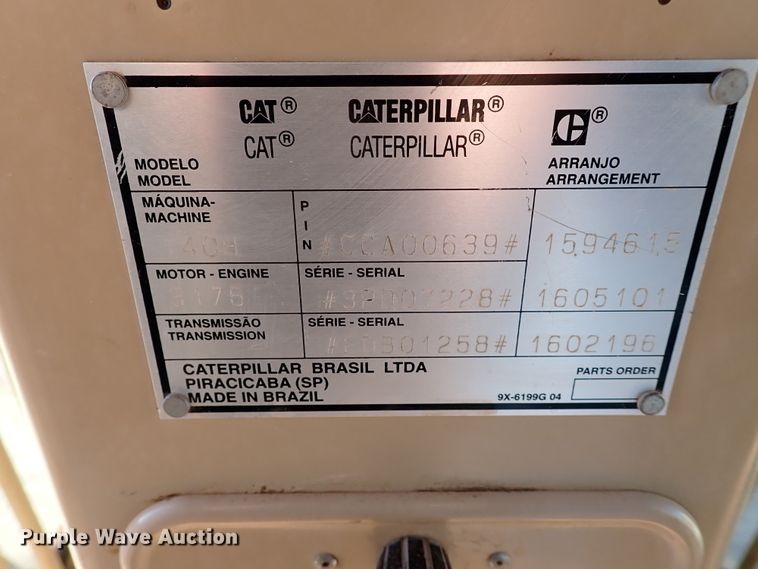 CAT® CATERPILLAR®
CAT® CATERPILLAR® ®
MODELO ARRANJO
MODEL ARRANGEMENT
MÁQUINA- P
MACHINE I
N #CCA00639# 1594615
MOTOR - ENGINE SÉRIE - SERIAL
1605101
TRANSMISSÃO SÉRIE - SERIAL
TRANSMISSION 1602196
CATERPILLAR BRASIL LTDA PARTS ORDER
PIRACICABA (SP)
MADE IN BRAZIL 9X-6199G 04
Purple Wave Auction